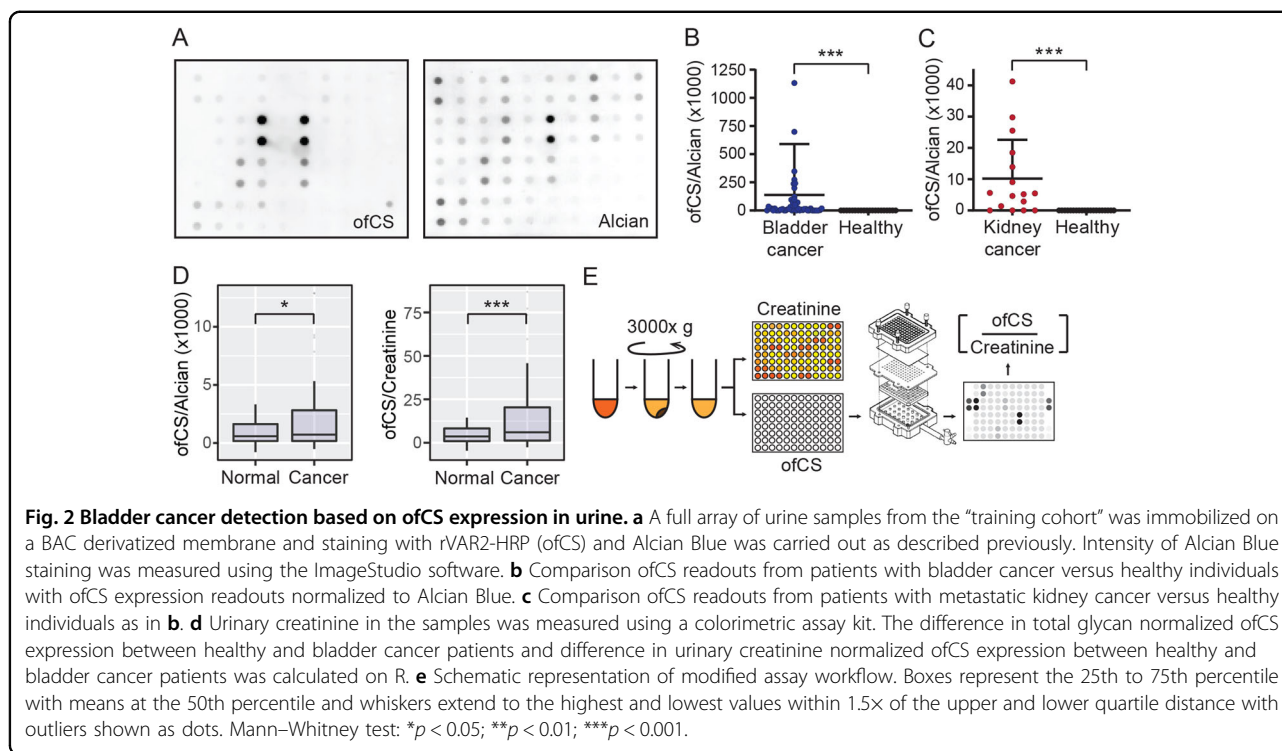 A
ofCS
Alcian
B
***
1250
1000
750
500
250
0
ofCS/Alcian (x1000)
Bladder
cancer
Healthy
C
***
40
30
20
10
0
ofCS/Alcian (x1000)
Kidney
cancer
Healthy
D
*
10
5
0
ofCS/Alcian (x1000)
Normal Cancer
***
75
50
25
0
ofCS/Creatinine
Normal Cancer
E
3000x g
Creatinine
ofCS
ofCS
Creatinine
Fig. 2 Bladder cancer detection based on ofCS expression in urine. a A full array of urine samples from the “training cohort” was immobilized on
a BAC derivatized membrane and staining with rVAR2-HRP (ofCS) and Alcian Blue was carried out as described previously. Intensity of Alcian Blue
staining was measured using the ImageStudio software. b Comparison ofCS readouts from patients with bladder cancer versus healthy individuals
with ofCS expression readouts normalized to Alcian Blue. c Comparison ofCS readouts from patients with metastatic kidney cancer versus healthy
individuals as in b. d Urinary creatinine in the samples was measured using a colorimetric assay kit. The difference in total glycan normalized ofCS
expression between healthy and bladder cancer patients and difference in urinary creatinine normalized ofCS expression between healthy and
bladder cancer patients was calculated on R. e Schematic representation of modified assay workflow. Boxes represent the 25th to 75th percentile
with means at the 50th percentile and whiskers extend to the highest and lowest values within 1.5× of the upper and lower quartile distance with
outliers shown as dots. Mann–Whitney test: *p < 0.05; **p < 0.01; ***p < 0.001.